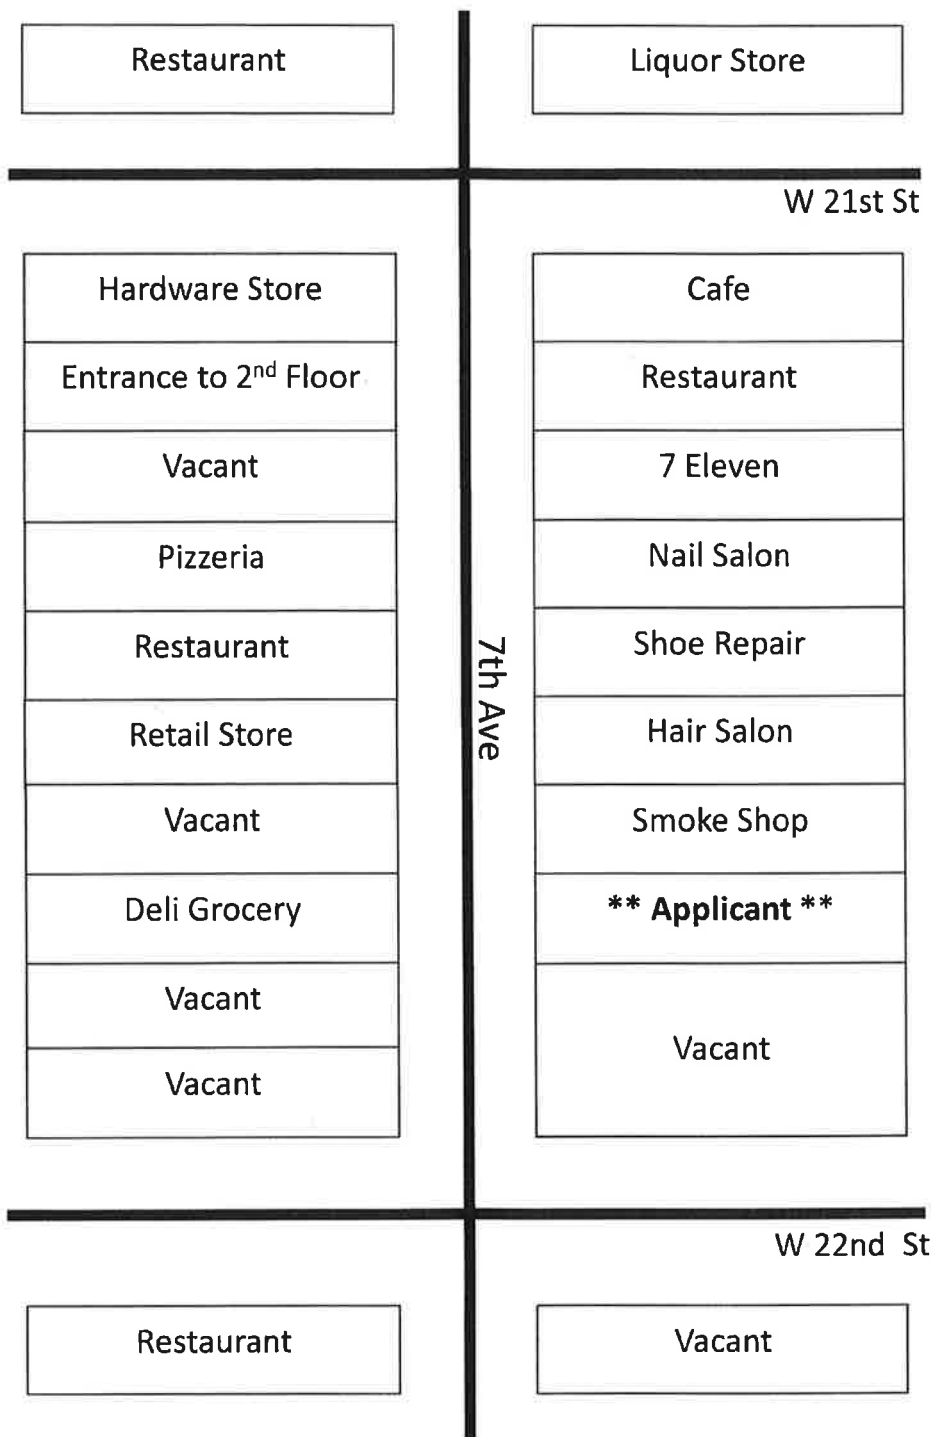 Restaurant
Liquor Store
W 21st St
Hardware Store
Entrance to 2nd Floor
Vacant
Pizzeria
Restaurant
Retail Store
Vacant
Deli Grocery
Vacant
Vacant
7th Ave
Cafe
Restaurant
7 Eleven
Nail Salon
Shoe Repair
Hair Salon
Smoke Shop
** Applicant **
Vacant
W 22nd St
Restaurant
Vacant